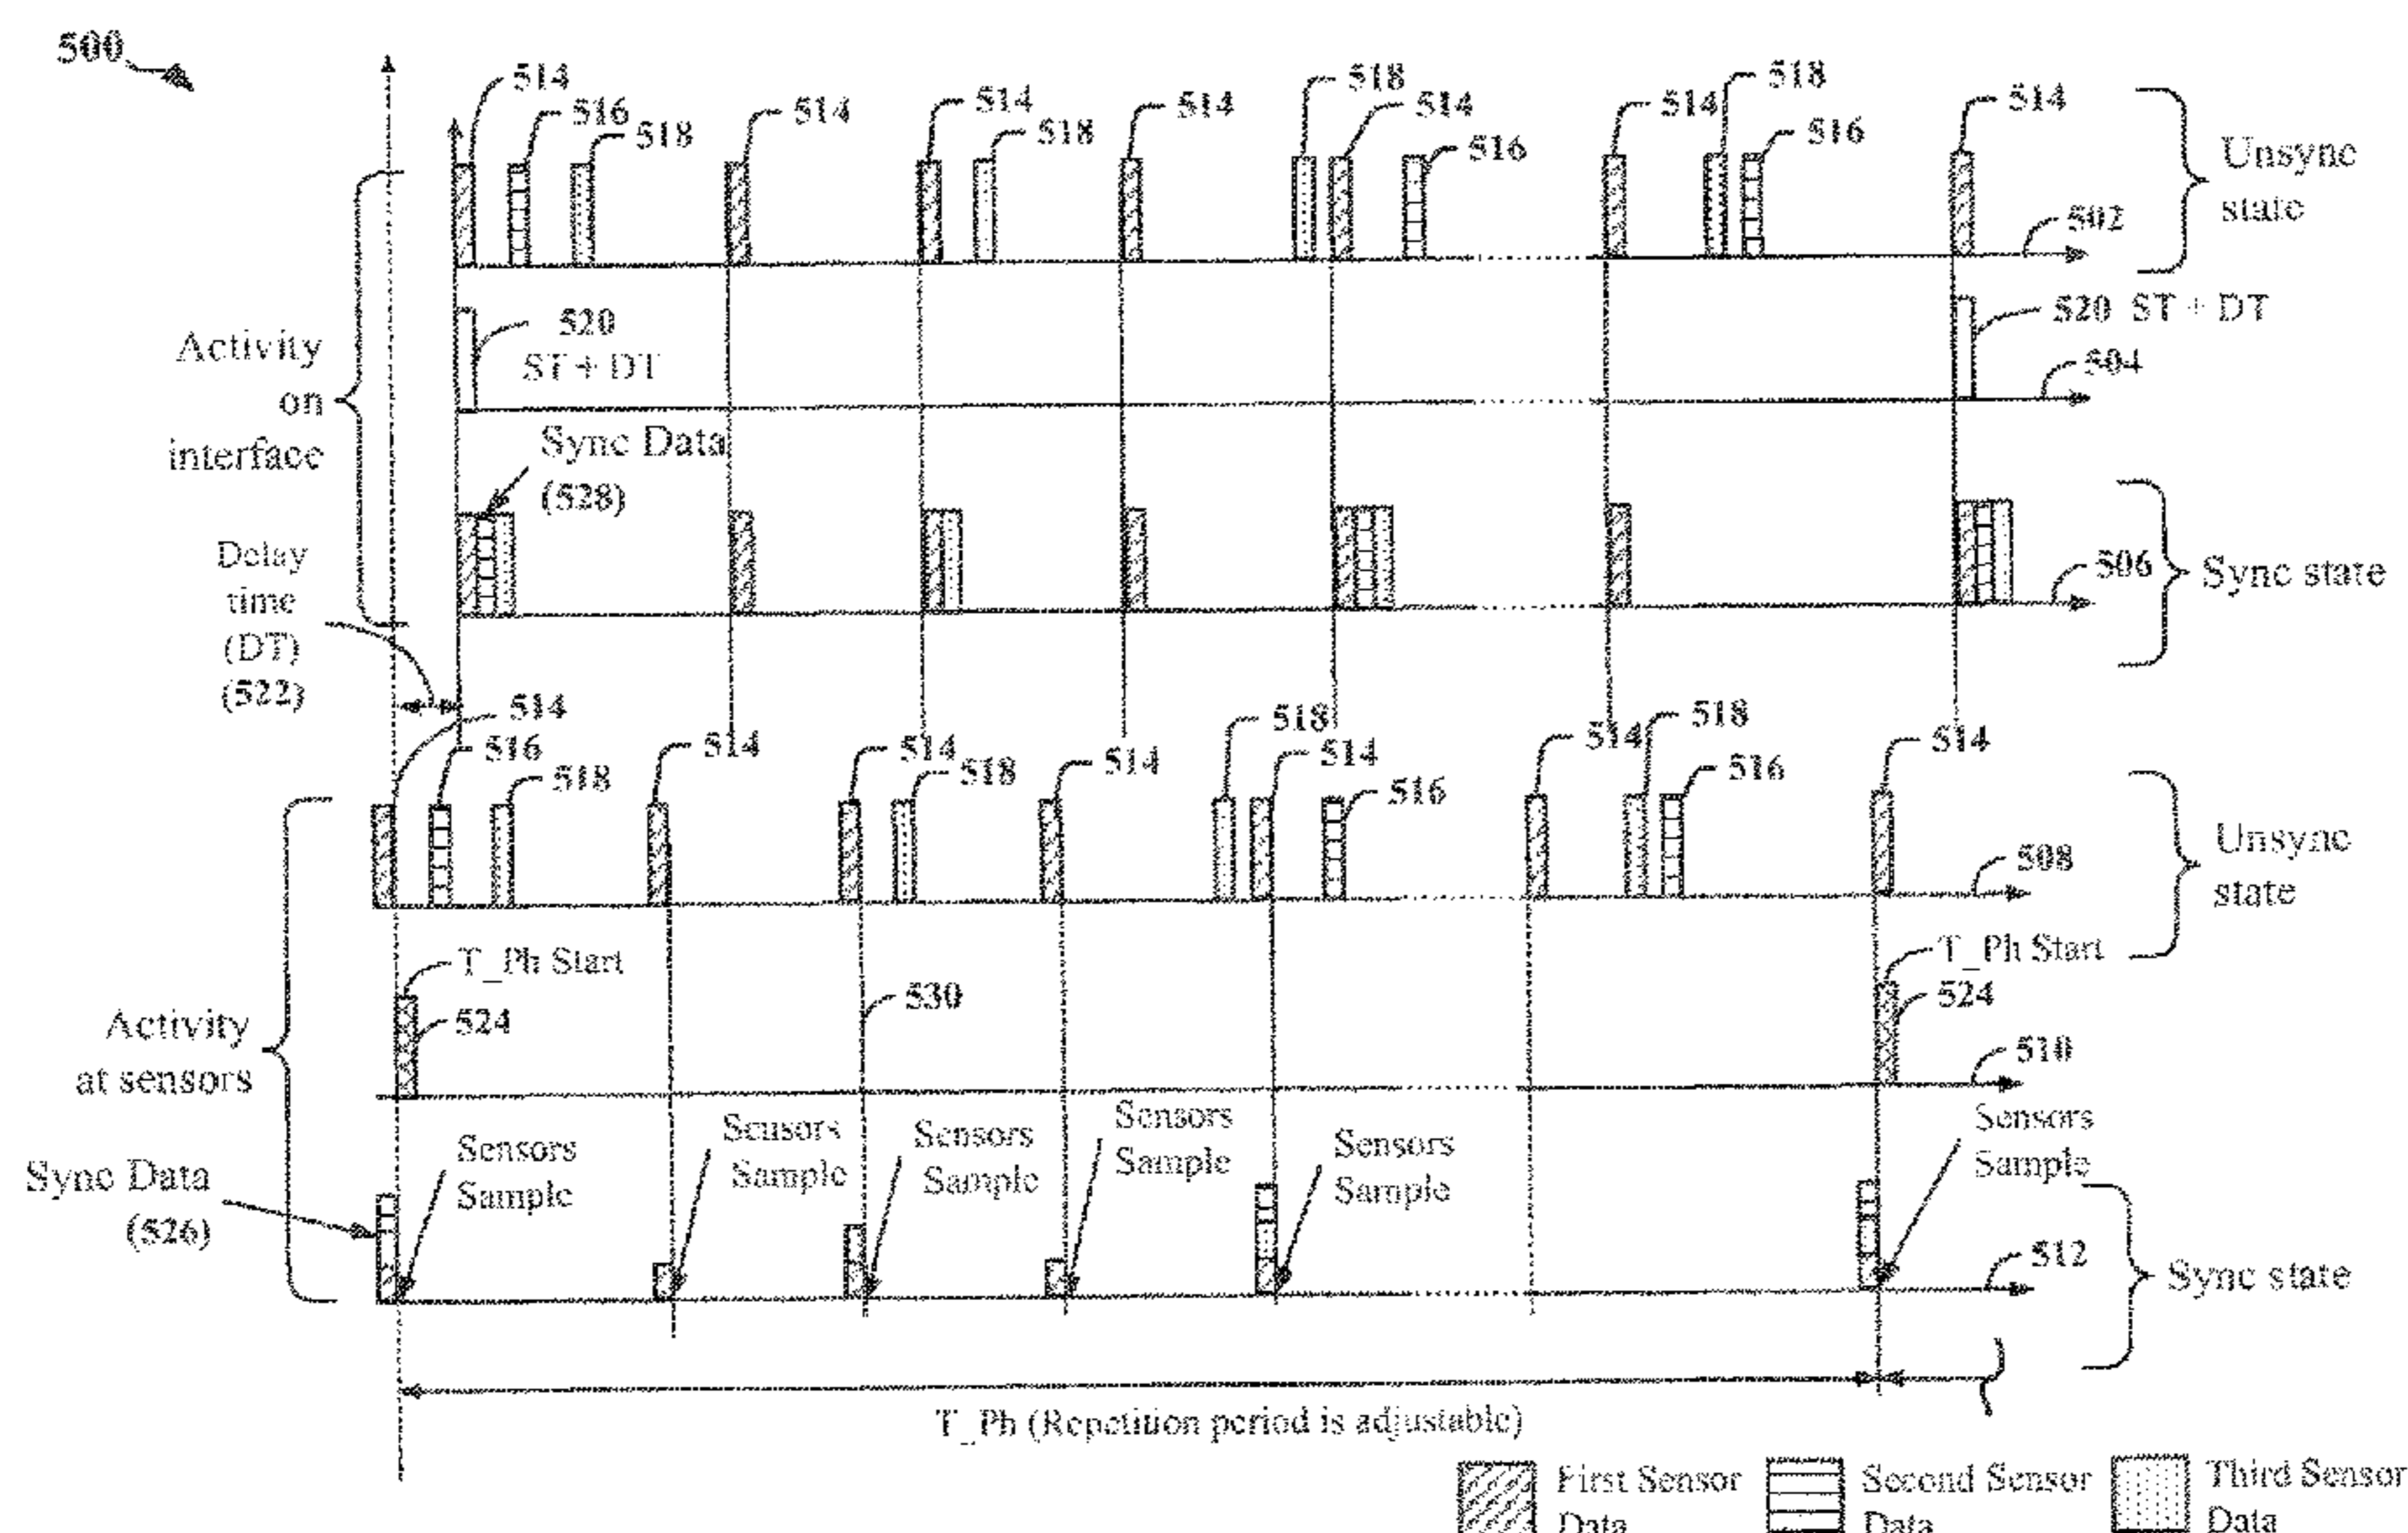 500
514
516
518
514
514
518
514
518
514
516
514
518
516
514
Unsync
state
502
520
ST + DT
520 ST + DT
504
Activity
on
interface
Sync Data
(528)
506
Sync state
Delay
time
(DT)
(522)
514
516
518
514
514
518
514
518
514
516
514
518
516
514
Unsync
state
508
T_Ph Start
524
530
T_Ph Start
524
510
Activity
at sensors
Sync Data
(526)
Sensors
Sample
Sensors
Sample
Sensors
Sample
Sensors
Sample
Sensors
Sample
Sensors
Sample
512
Sync state
T_Ph (Repetition period is adjustable)
First Sensor
Data
Second Sensor
Data
Third Sensor
Data